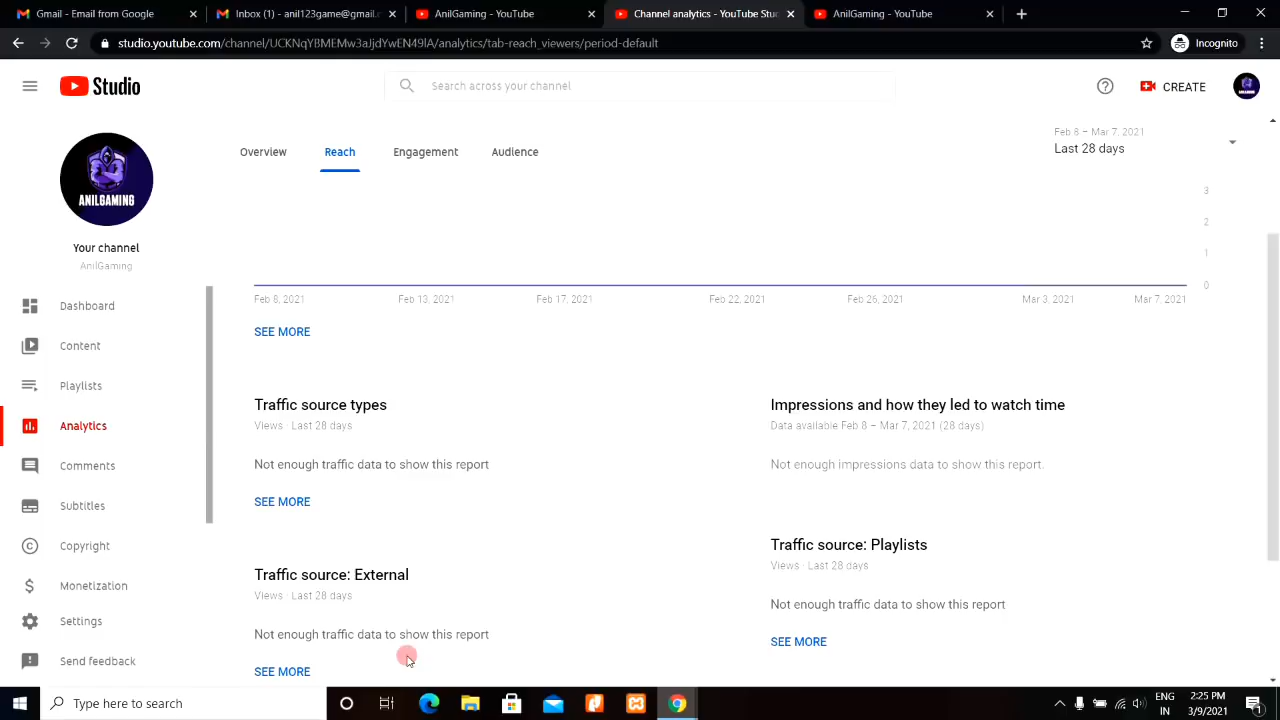 Gmail - Free Storage and Email f
Inbox (1) - anil123game@gmail.c
AnilGaming - YouTube
Channel analytics - YouTube Stu
AnilGaming - YouTube
studio.youtube.com/channel/UCKNqYBMEMw3aJjdYwEN49lA/analytics/tab-reach_viewers/period-default
Incognito
Studio
Search across your channel
CREATE
ANILGAMING
Your channel
AnilGaming
Dashboard
Content
Playlists
Analytics
Comments
Subtitles
Copyright
Monetization
Settings
Send feedback
Overview
Reach
Engagement
Audience
Feb 8 – Mar 7, 2021
Last 28 days
3
2
1
0
Feb 8, 2021
Feb 13, 2021
Feb 17, 2021
Feb 22, 2021
Feb 26, 2021
Mar 3, 2021
Mar 7, 2021
SEE MORE
Traffic source types
Views · Last 28 days
Not enough traffic data to show this report
SEE MORE
Impressions and how they led to watch time
Data available Feb 8 – Mar 7, 2021 (28 days)
Not enough impressions data to show this report.
Traffic source: External
Views · Last 28 days
Not enough traffic data to show this report
SEE MORE
Traffic source: Playlists
Views · Last 28 days
Not enough traffic data to show this report
SEE MORE
Type here to search
ENG
IN
2:25 PM
3/9/2021